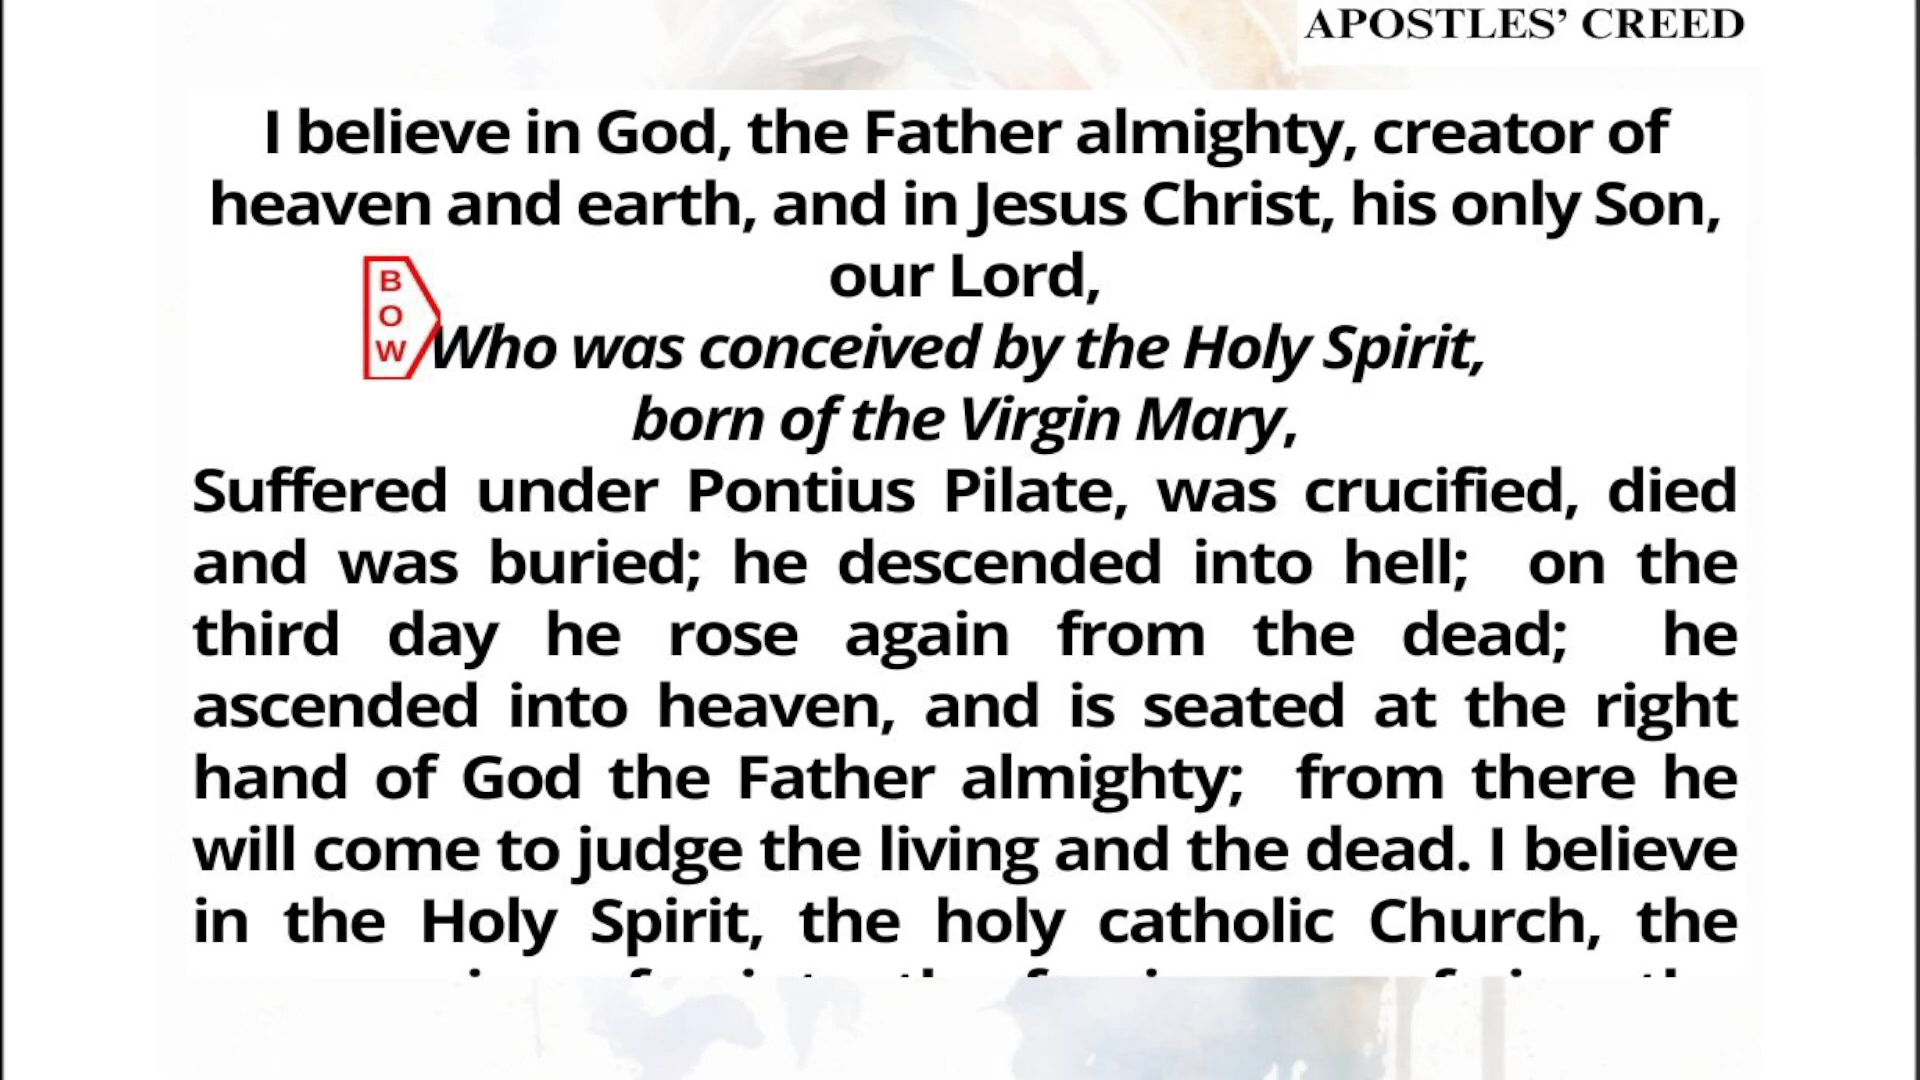 APOSTLES’ CREED
I believe in God, the Father almighty, creator of
heaven and earth, and in Jesus Christ, his only Son,
our Lord,
BOW
Who was conceived by the Holy Spirit,
born of the Virgin Mary,
Suffered under Pontius Pilate, was crucified, died
and was buried; he descended into hell; on the
third day he rose again from the dead; he
ascended into heaven, and is seated at the right
hand of God the Father almighty; from there he
will come to judge the living and the dead. I believe
in the Holy Spirit, the holy catholic Church, the